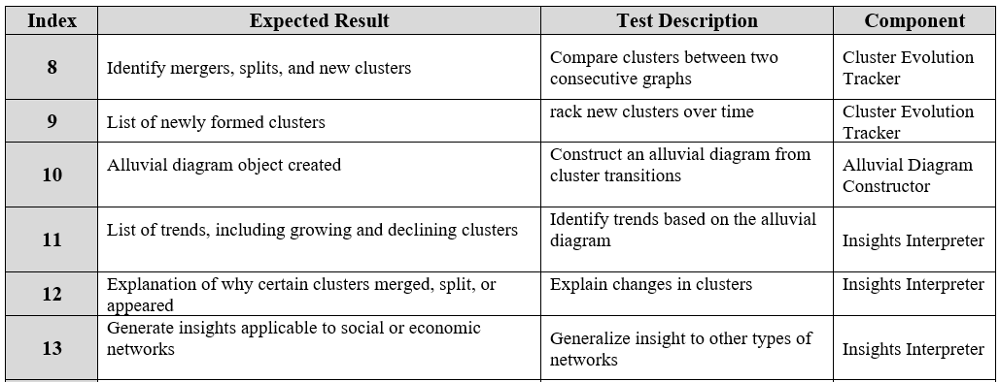 Index Expected Result Test Description Component
8 Identify mergers, splits, and new clusters Compare clusters between two consecutive graphs Cluster Evolution Tracker
9 List of newly formed clusters rack new clusters over time Cluster Evolution Tracker
10 Alluvial diagram object created Construct an alluvial diagram from cluster transitions Alluvial Diagram Constructor
11 List of trends, including growing and declining clusters Identify trends based on the alluvial diagram Insights Interpreter
12 Explanation of why certain clusters merged, split, or appeared Explain changes in clusters Insights Interpreter
13 Generate insights applicable to social or economic networks Generalize insight to other types of networks Insights Interpreter